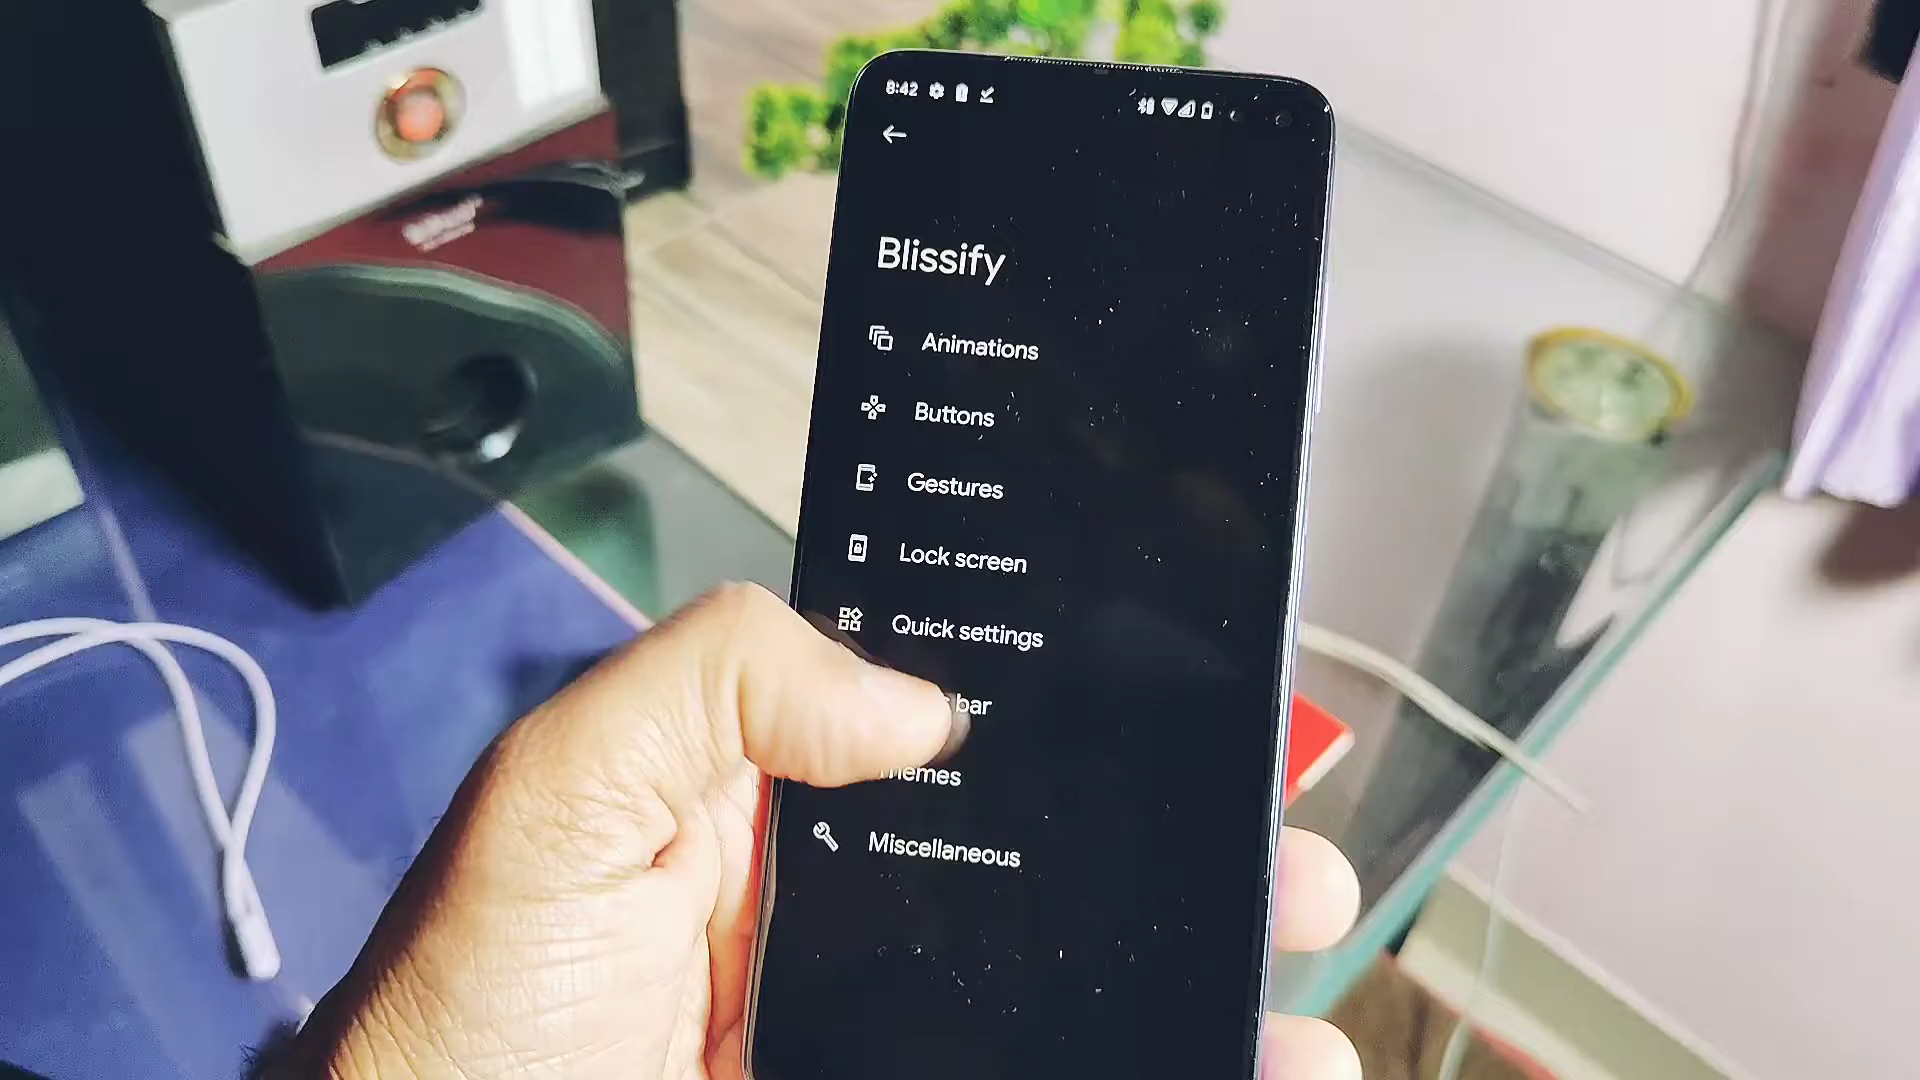 8:42
Blissify
Animations
Buttons
Gestures
Lock screen
Quick settings
bar
Miscellaneous